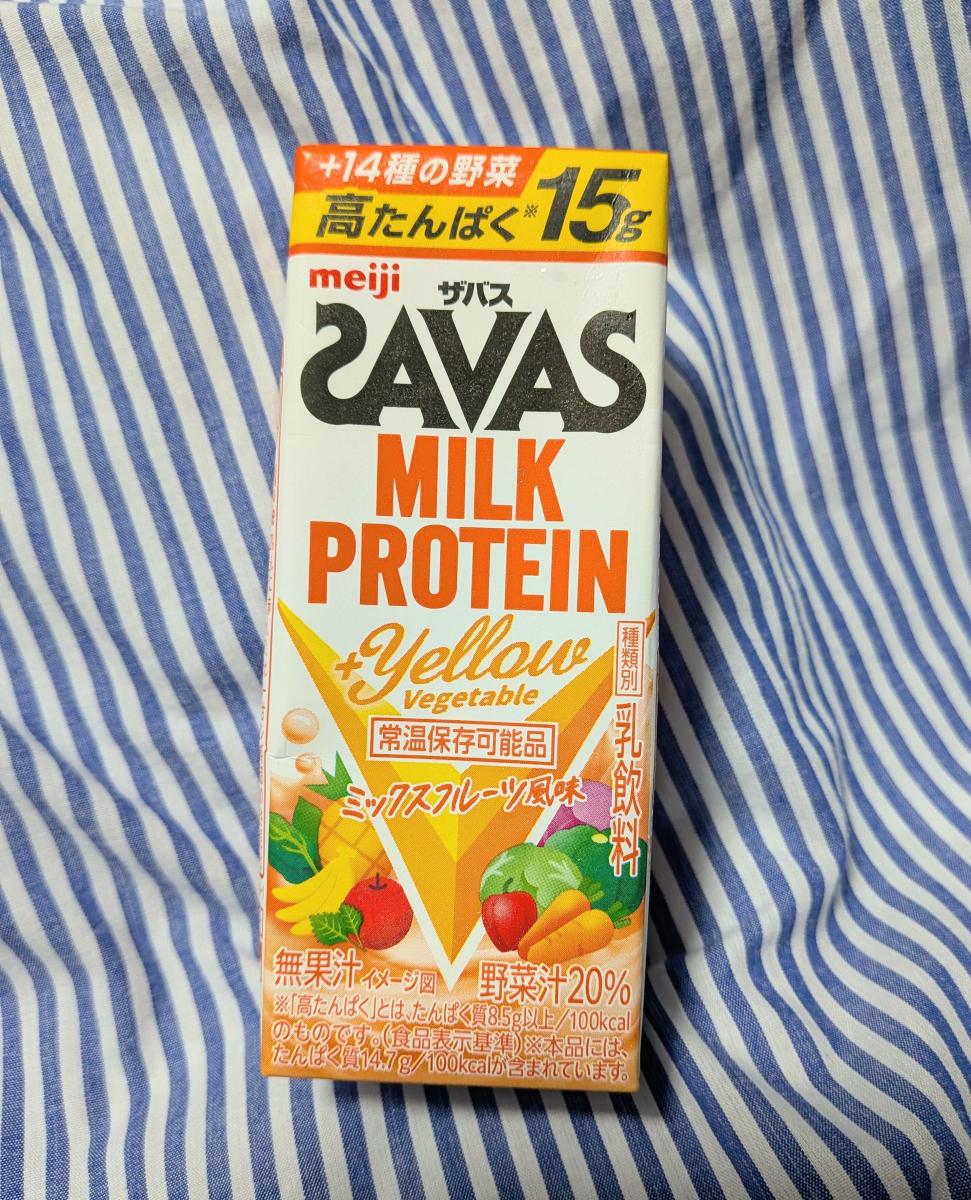 +14種の野菜
高たんぱく※15g
meiji
ザバス
SAVAS
MILK
PROTEIN
+Yellow
Vegetable
種類別
乳飲料
常温保存可能品
ミックスフルーツ風味
無果汁 イメージ図
野菜汁20%
※「高たんぱく」とは、たんぱく質8.5g以上/100kcal
のものです。(食品表示基準) ※本品には、
たんぱく質14.7g/100kcalが含まれています。